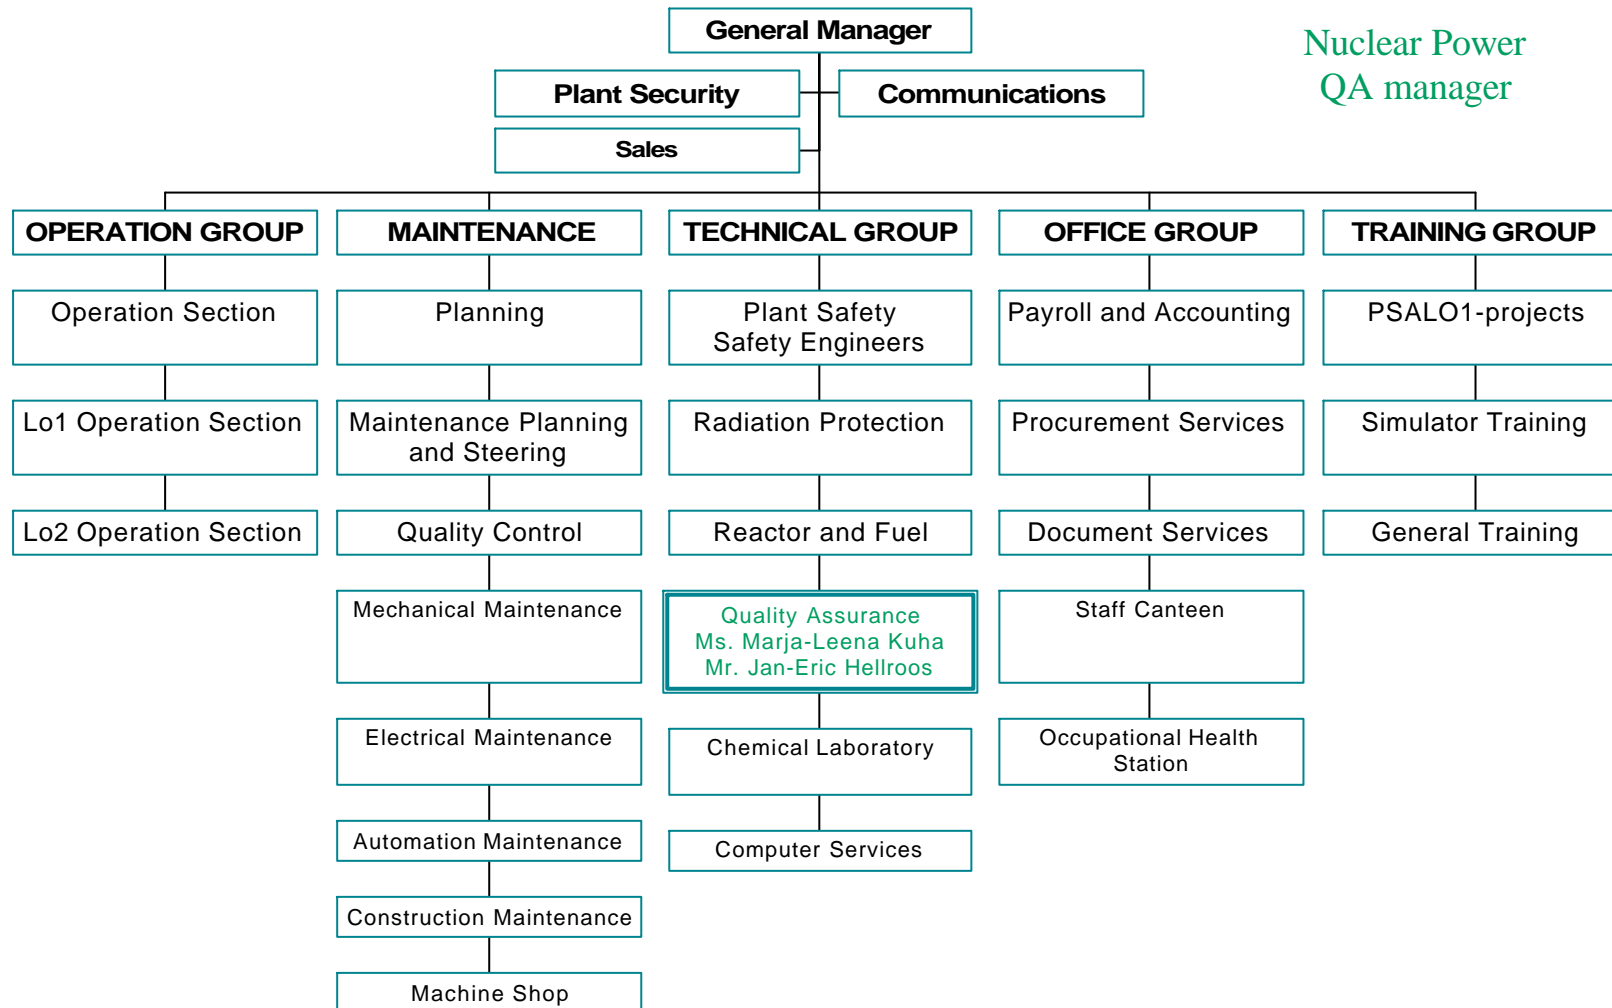 General Manager
Nuclear Power
QA manager
Plant Security
Communications
Sales
OPERATION GROUP
MAINTENANCE
TECHNICAL GROUP
OFFICE GROUP
TRAINING GROUP
Operation Section
Planning
Plant Safety
Safety Engineers
Payroll and Accounting
PSALO1-projects
Lo1 Operation Section
Maintenance Planning
and Steering
Radiation Protection
Procurement Services
Simulator Training
Lo2 Operation Section
Quality Control
Reactor and Fuel
Document Services
General Training
Mechanical Maintenance
Quality Assurance
Ms. Marja-Leena Kuha
Mr. Jan-Eric Hellroos
Staff Canteen
Electrical Maintenance
Chemical Laboratory
Occupational Health
Station
Automation Maintenance
Computer Services
Construction Maintenance
Machine Shop